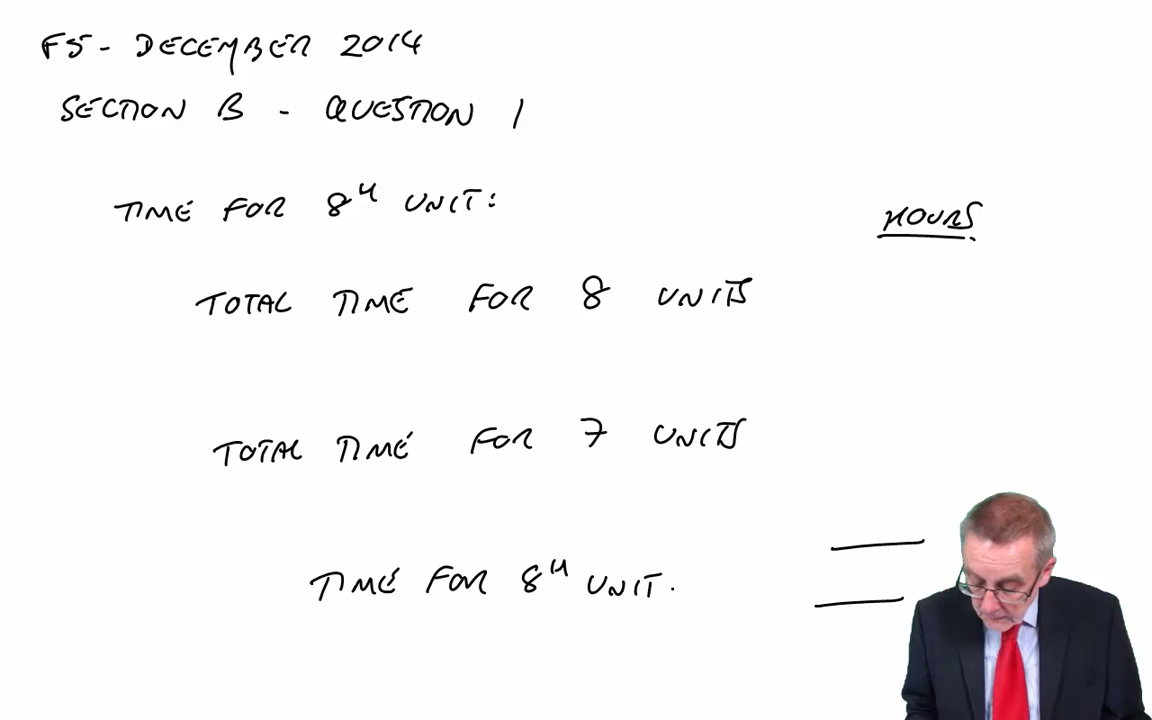 F5 - DECEMBER 2014
SECTION B - QUESTION 1
TIME FOR 8th UNIT:
HOURS
TOTAL TIME FOR 8 UNITS
TOTAL TIME FOR 7 UNITS
TIME FOR 8th UNIT.